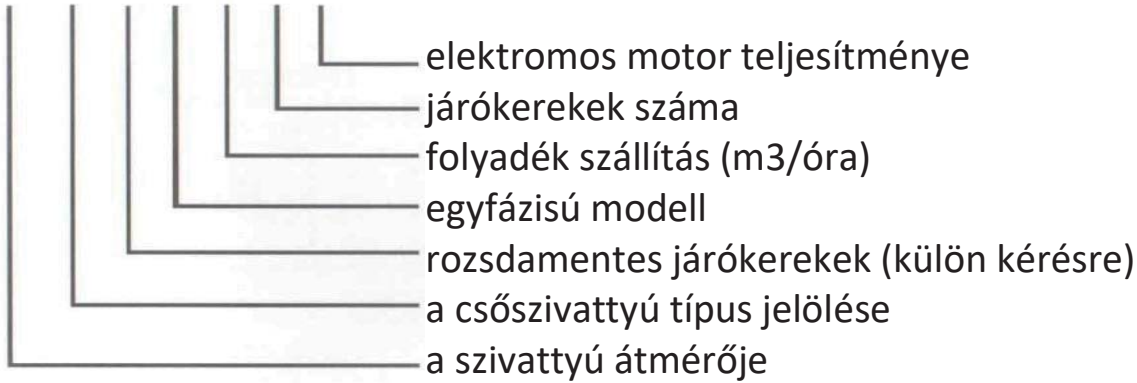 elektromos motor teljesítménye
járókerekek száma
folyadék szállítás (m3/óra)
egyfázisú modell
rozsdamentes járókerekek (külön kérésre)
a csőszivattyú típus jelölése
a szivattyú átmérője